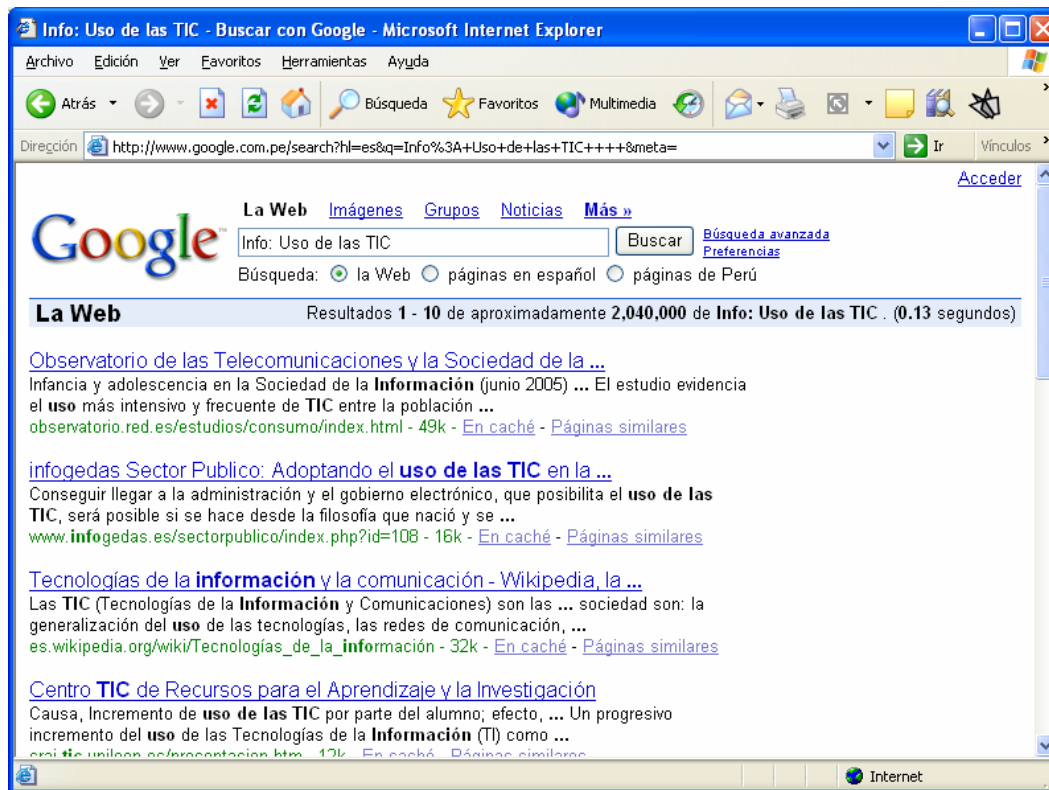 Info: Uso de las TIC - Buscar con Google - Microsoft Internet Explorer
Archivo Edición Ver Favoritos Herramientas Ayuda
Atrás Búsqueda Favoritos Multimedia
Dirección http://www.google.com.pe/search?hl=es&q=Info%3A+Uso+de+las+TIC++++&meta= Ir Vínculos
Acceder
La Web Imágenes Grupos Noticias Más »
Google™ Info: Uso de las TIC Buscar Búsqueda avanzada
Preferencias
Búsqueda: la Web páginas en español páginas de Perú
La Web Resultados 1 - 10 de aproximadamente 2,040,000 de Info: Uso de las TIC . (0.13 segundos)
Observatorio de las Telecomunicaciones y la Sociedad de la ...
Infancia y adolescencia en la Sociedad de la Información (junio 2005) ... El estudio evidencia
el uso más intensivo y frecuente de TIC entre la población ...
observatorio.red.es/estudios/consumo/index.html - 49k - En caché - Páginas similares
infogedas Sector Publico: Adoptando el uso de las TIC en la ...
Conseguir llegar a la administración y el gobierno electrónico, que posibilita el uso de las
TIC, será posible si se hace desde la filosofía que nació y se ...
www.infogedas.es/sectorpublico/index.php?id=108 - 16k - En caché - Páginas similares
Tecnologías de la información y la comunicación - Wikipedia, la ...
Las TIC (Tecnologías de la Información y Comunicaciones) son las ... sociedad son: la
generalización del uso de las tecnologías, las redes de comunicación, ...
es.wikipedia.org/wiki/Tecnologías_de_la_información - 32k - En caché - Páginas similares
Centro TIC de Recursos para el Aprendizaje y la Investigación
Causa, Incremento de uso de las TIC por parte del alumno; efecto, ... Un progresivo
incremento del uso de las Tecnologías de la Información (TI) como ...
crai.tic.unileon.es/presentacion.htm - 12k - En caché - Páginas similares
Internet